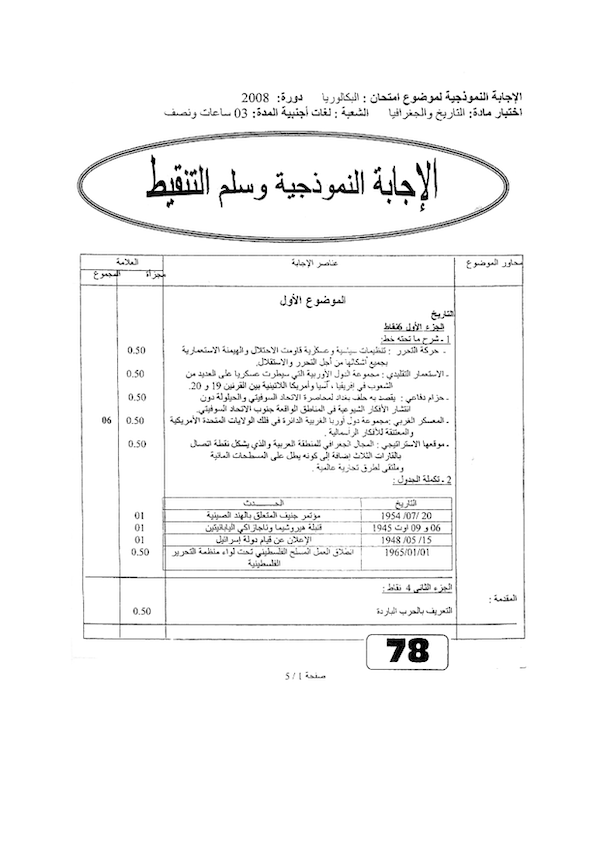 الإجابة النموذجية لموضوع امتحان : البكالوريا دورة: 2008
اختبار مادة: التاريخ والجغرافيا الشعبة : لغات أجنبية المدة: 03 ساعات ونصف
الإجابة النموذجية وسلم التنقيط
محاور الموضوع عناصر الإجابة العلامة
مجزأة المجموع
الموضوع الأول
التاريخ
الجزء الأول 6نقاط
1 ـ شرح ما تحته خط:
- حركة التحرر : تنظيمات سياسية وعسكرية قاومت الاحتلال والهيمنة الاستعمارية 0.50
بجميع أشكالها من أجل التحرر والاستقلال.
- الاستعمار التقليدي : مجموعة الدول الأوربية التي سيطرت عسكريا على العديد من 0.50
الشعوب في إفريقيا ، آسيا وأمريكا اللاتينية بين القرنين 19 و 20.
- حزام دفاعي : يقصد به حلف بغداد لمحاصرة الاتحاد السوفيتي والحيلولة دون 0.50
انتشار الأفكار الشيوعية في المناطق الواقعة جنوب الاتحاد السوفيتي.
- المعسكر الغربي :مجموعة دول أوربا الغربية الدائرة في فلك الولايات المتحدة الأمريكية 0.50 06
والمعتنقة للأفكار الرأسمالية .
- موقعها الاستراتيجي : المجال الجغرافي للمنطقة العربية والذي يشكل نقطة اتصال 0.50
بالقارات الثلاث إضافة إلى كونه يطل على المسطحات المائية
وملتقى لطرق تجارية عالمية .
2 ـ تكملة الجدول :
التاريخ الحدث
20 /07/ 1954 مؤتمر جنيف المتعلق بالهند الصينية 01
06 و 09 اوت 1945 قنبلة هيروشيما وناجازاكي اليابانيتين 01
15 /05/ 1948 الإعلان عن قيام دولة إسرائيل 01
1965/01/01 انطلاق العمل المسلح الفلسطيني تحت لواء منظمة التحرير 0.50
الفلسطينية
الجزء الثاني 4 نقاط :
المقدمة :
التعريف بالحرب الباردة 0.50
78
صفحة 1 / 5